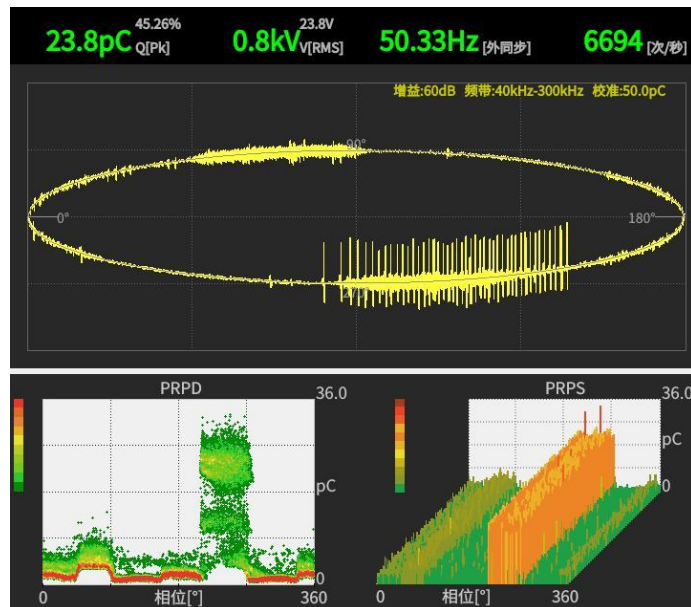 45.26% 23.8V
23.8pC Q[Pk] 0.8kV V[RMS] 50.33Hz [外同步] 6694 [次/秒]
增益:60dB 频带:40kHz-300kHz 校准:50.0pC
90°
0° 180°
270°
PRPD 36.0 PRPS 36.0
pC pC
0 0
0 相位[°] 360 0 相位[°] 360